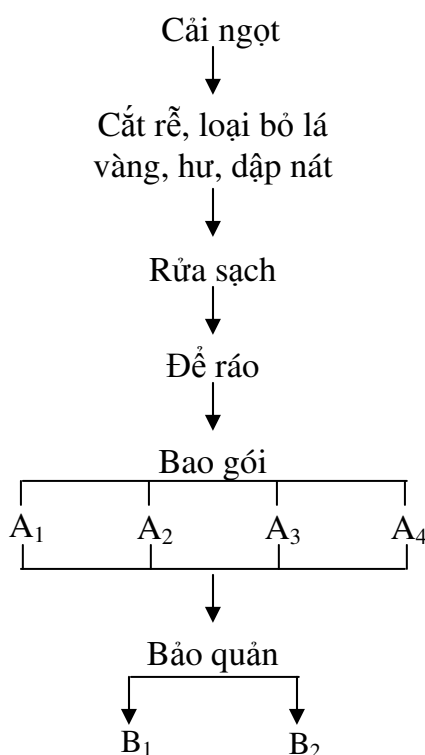 Cải ngọt
Cắt rễ, loại bỏ lá
vàng, hư, dập nát
Rửa sạch
Để ráo
Bao gói
A₁ A₂ A₃ A₄
Bảo quản
B₁ B₂